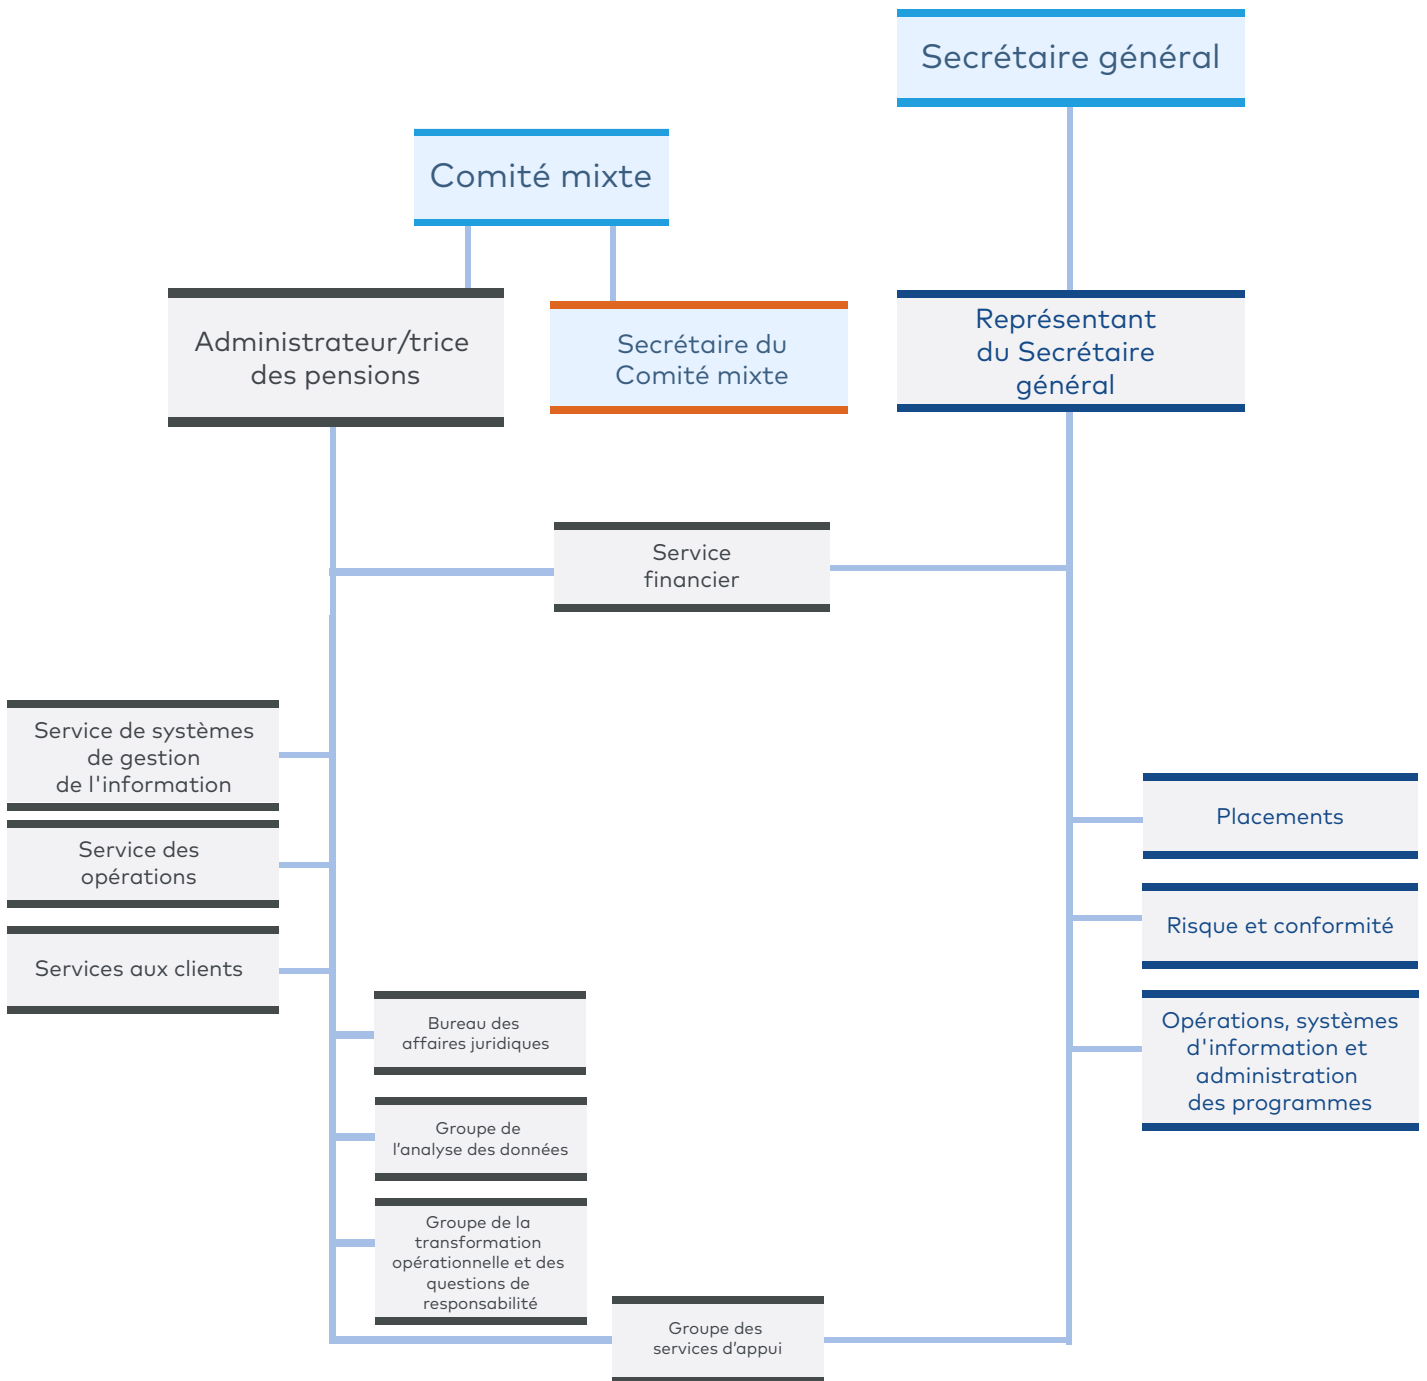 Secrétaire général
Comité mixte
Administrateur/trice
des pensions
Secrétaire du
Comité mixte
Représentant
du Secrétaire
général
Service
financier
Service de systèmes
de gestion
de l'information
Service des
opérations
Services aux clients
Placements
Risque et conformité
Opérations, systèmes
d'information et
administration
des programmes
Bureau des
affaires juridiques
Groupe de
l’analyse des données
Groupe de la
transformation
opérationnelle et des
questions de
responsabilité
Groupe des
services d’appui